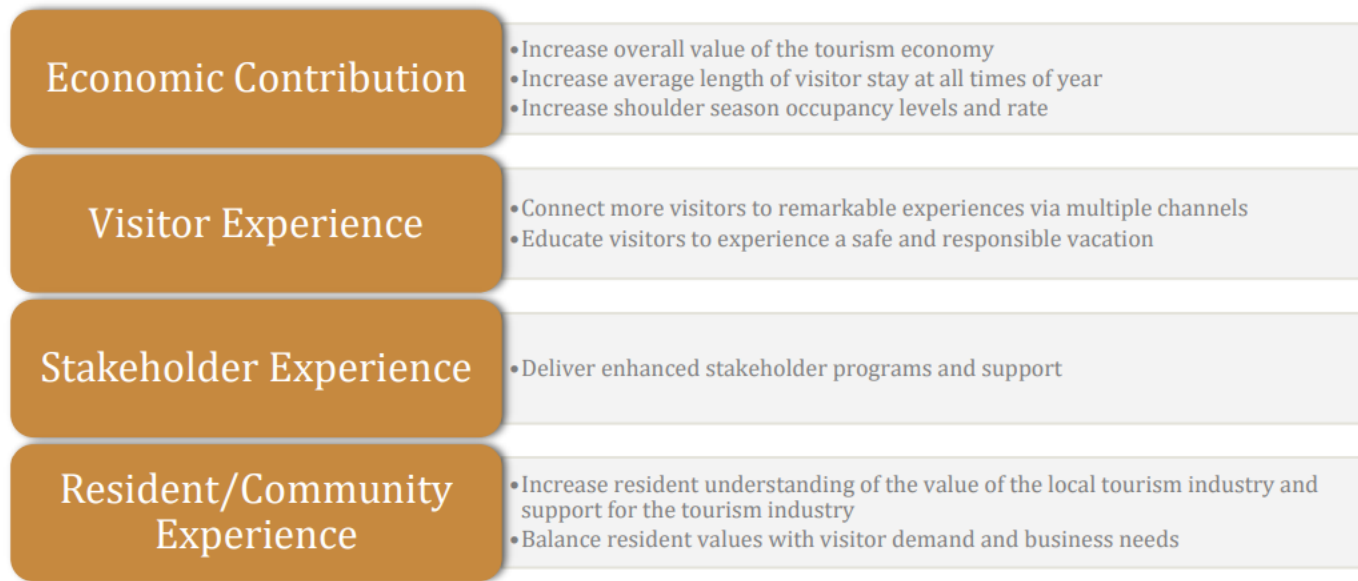 Economic Contribution
•Increase overall value of the tourism economy
•Increase average length of visitor stay at all times of year
•Increase shoulder season occupancy levels and rate
Visitor Experience
•Connect more visitors to remarkable experiences via multiple channels
•Educate visitors to experience a safe and responsible vacation
Stakeholder Experience
•Deliver enhanced stakeholder programs and support
Resident/Community
Experience
•Increase resident understanding of the value of the local tourism industry and
support for the tourism industry
•Balance resident values with visitor demand and business needs